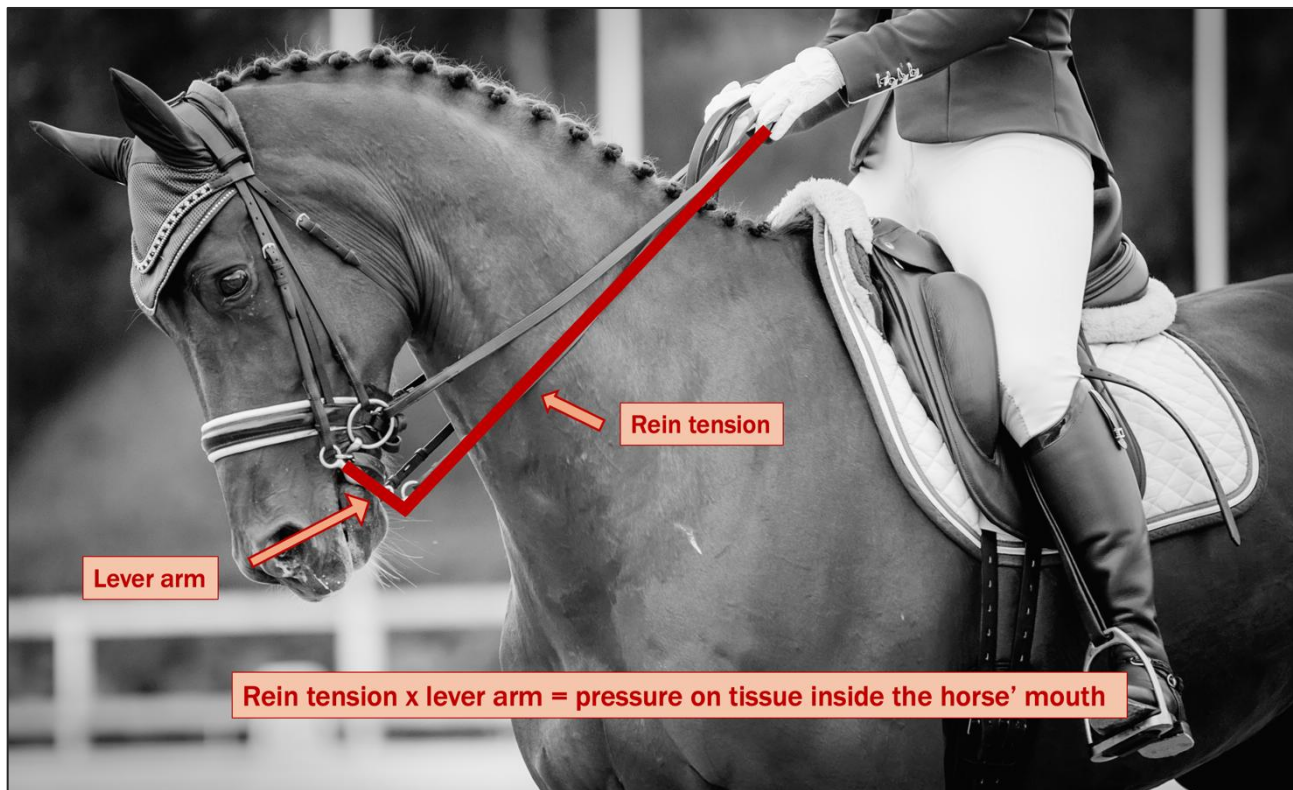 Rein tension
Lever arm
Rein tension x lever arm = pressure on tissue inside the horse' mouth